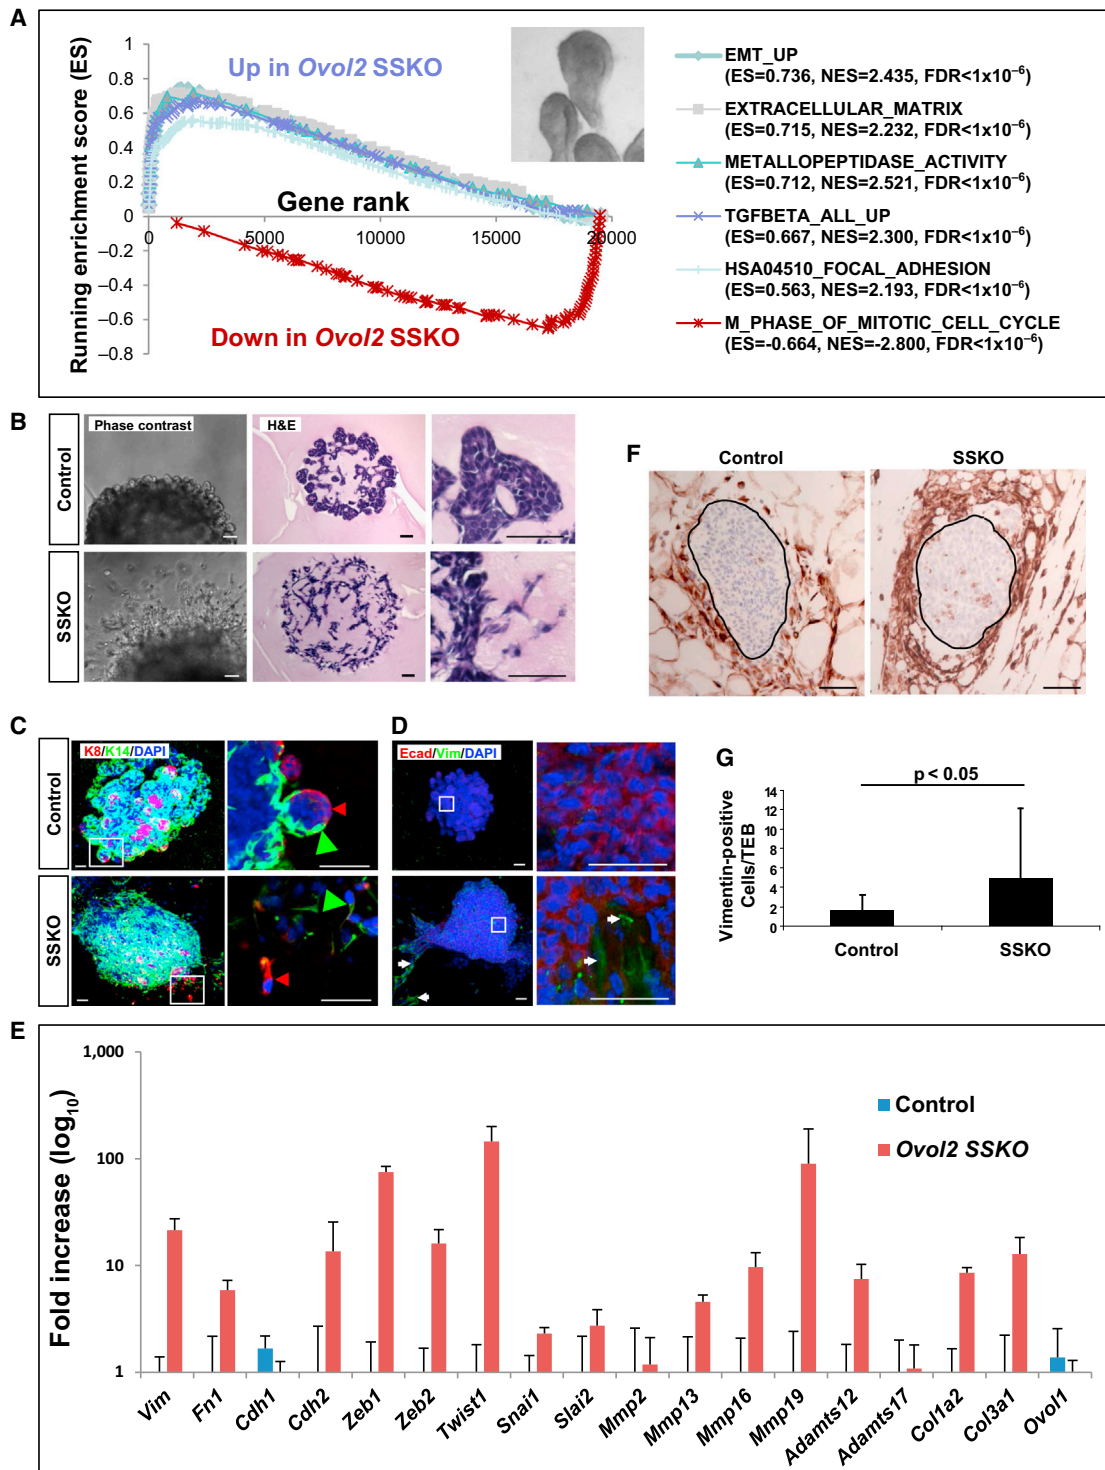 A
Running enrichment score (ES)
1
0.8
0.6
0.4
0.2
0
–0.2
–0.4
–0.6
–0.8
Up in Ovol2 SSKO
Gene rank
0
5000
10000
15000
20000
Down in Ovol2 SSKO
EMT_UP
(ES=0.736, NES=2.435, FDR<1x10⁻⁶)
EXTRACELLULAR_MATRIX
(ES=0.715, NES=2.232, FDR<1x10⁻⁶)
METALLOPEPTIDASE_ACTIVITY
(ES=0.712, NES=2.521, FDR<1x10⁻⁶)
TGFBETA_ALL_UP
(ES=0.667, NES=2.300, FDR<1x10⁻⁶)
HSA04510_FOCAL_ADHESION
(ES=0.563, NES=2.193, FDR<1x10⁻⁶)
M_PHASE_OF_MITOTIC_CELL_CYCLE
(ES=-0.664, NES=-2.800, FDR<1x10⁻⁶)
B
Phase contrast
H&E
Control
SSKO
F
Control
SSKO
C
K8/K14/DAPI
Control
SSKO
D
Ecad/Vim/DAPI
G
p < 0.05
Vimentin-positive
Cells/TEB
14
12
10
8
6
4
2
0
Control
SSKO
E
Fold increase (log₁₀)
1,000
100
10
1
Control
Ovol2 SSKO
Vim
Fn1
Cdh1
Cdh2
Zeb1
Zeb2
Twist1
Snai1
Slai2
Mmp2
Mmp13
Mmp16
Mmp19
Adamts12
Adamts17
Col1a2
Col3a1
Ovol1